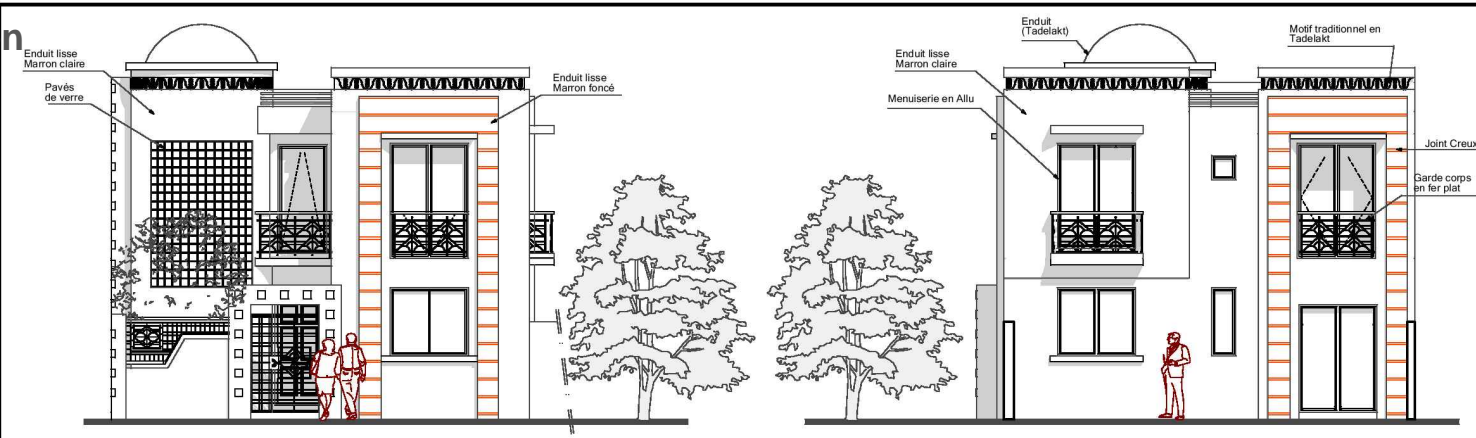 n
Enduit lisse
Marron claire
Pavés
de verre
Enduit lisse
Marron foncé
Enduit
(Tadelakt)
Enduit lisse
Marron claire
Menuiserie en Allu
Motif traditionnel en
Tadelakt
Joint Creux
Garde corps
en fer plat